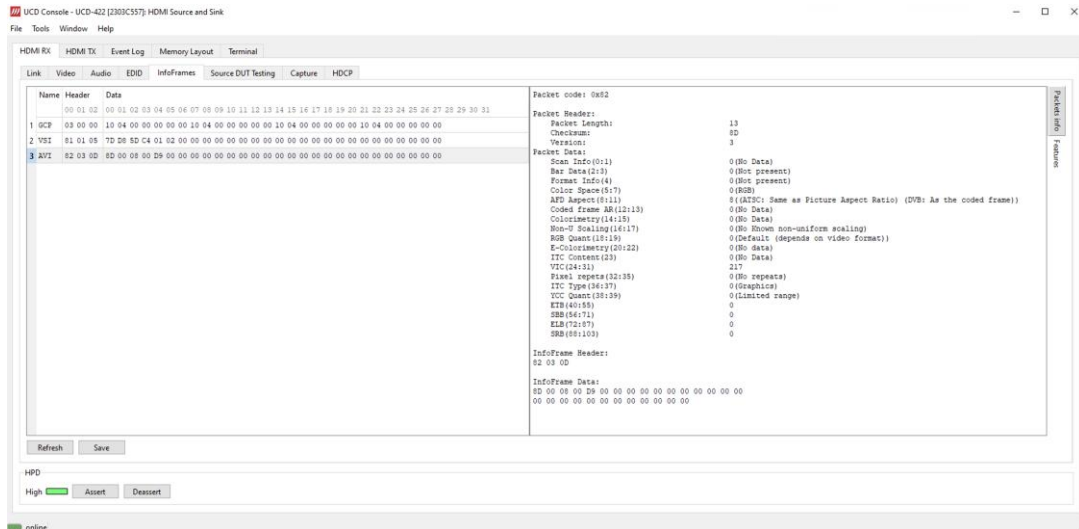 UCD Console - UCD-422 [2303C557]: HDMI Source and Sink
File Tools Window Help
HDMI RX HDMI TX Event Log Memory Layout Terminal
Link Video Audio EDID InfoFrames Source DUT Testing Capture HDCP
Name Header Data
00 01 02 00 01 02 03 04 05 06 07 08 09 10 11 12 13 14 15 16 17 18 19 20 21 22 23 24 25 26 27 28 29 30 31
1 GCP 03 00 00 10 04 00 00 00 00 00 10 04 00 00 00 00 00 10 04 00 00 00 00 00 10 04 00 00 00 00 00
2 VSI 81 01 05 7D D8 5D C4 01 02 00 00 00 00 00 00 00 00 00 00 00 00 00 00 00 00 00 00 00 00 00 00
3 AVI 82 03 0D 8D 00 08 00 D9 00 00 00 00 00 00 00 00 00 00 00 00 00 00 00 00 00 00 00 00 00 00 00
Packet code: 0x82
Packet Header:
Packet Length: 13
Checksum: 8D
Version: 3
Packet Data:
Scan Info(0:1) 0(No Data)
Bar Data(2:3) 0(Not present)
Format Info(4) 0(Not present)
Color Space(5:7) 0(RGB)
AFD Aspect(8:11) 8((ATSC: Same as Picture Aspect Ratio) (DVB: As the coded frame))
Coded frame AR(12:13) 0(No Data)
Colorimetry(14:15) 0(No Data)
Non-U Scaling(16:17) 0(No Known non-uniform scaling)
RGB Quant(18:19) 0(Default (depends on video format))
E-Colorimetry(20:22) 0(No data)
ITC Content(23) 0(No Data)
VIC(24:31) 217
Pixel repets(32:35) 0(No repeats)
ITC Type(36:37) 0(Graphics)
YCC Quant(38:39) 0(Limited range)
ETB(40:55) 0
SBB(56:71) 0
ELB(72:87) 0
SRB(88:103) 0
InfoFrame Header:
82 03 0D
InfoFrame Data:
8D 00 08 00 D9 00 00 00 00 00 00 00 00 00 00 00
00 00 00 00 00 00 00 00 00 00 00 00
Packets info
Features
Refresh Save
HPD
High Assert Deassert
online